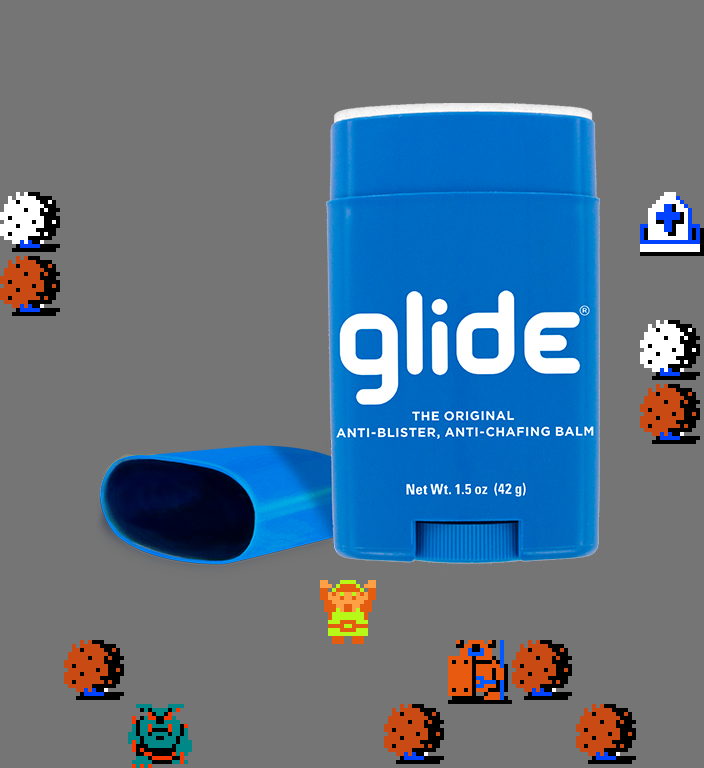 glide®
THE ORIGINAL
ANTI-BLISTER, ANTI-CHAFING BALM
Net Wt. 1.5 oz (42 g)